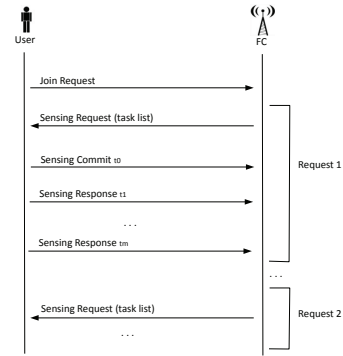 User
FC
Join Request
Sensing Request (task list)
Sensing Commit t0
Request 1
Sensing Response t1
. . .
Sensing Response tm
. . .
Sensing Request (task list)
Request 2
. . .